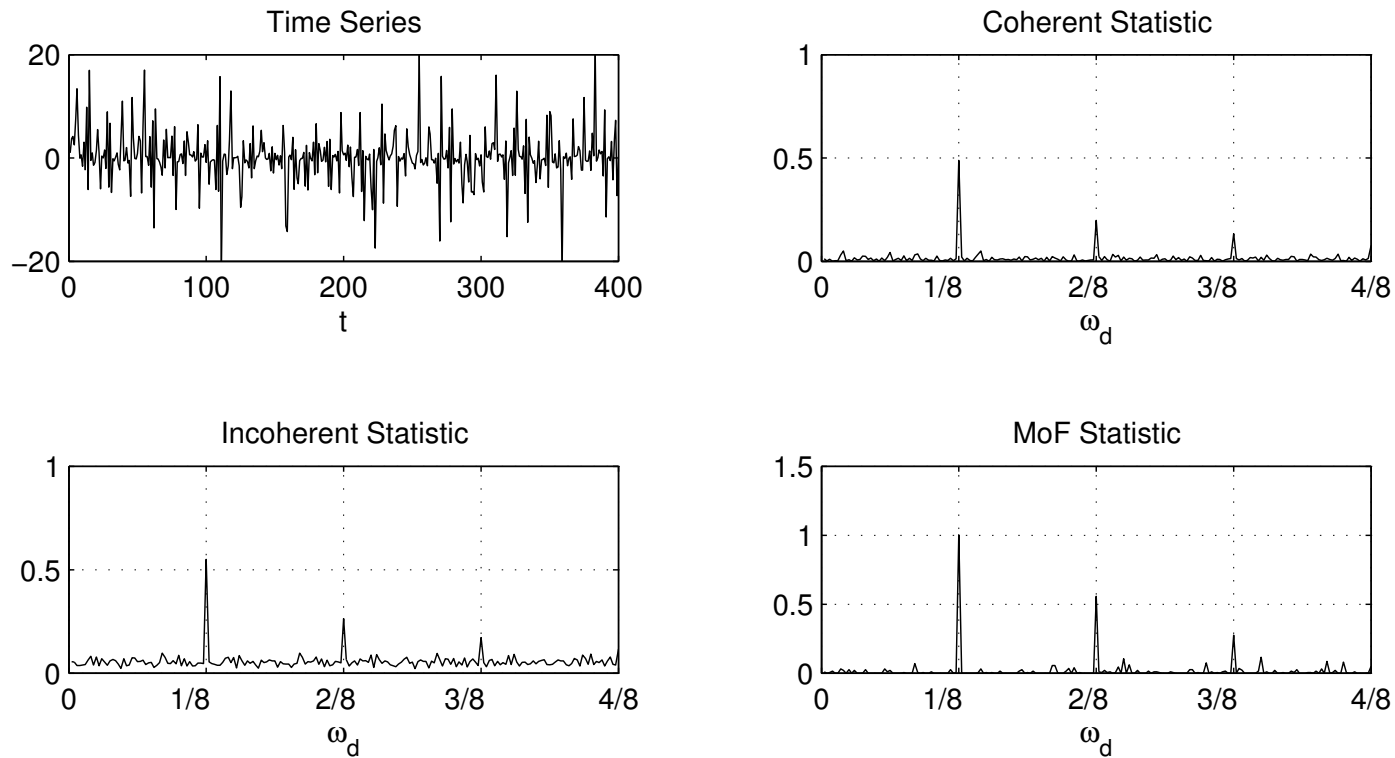 Time Series
20
0
−20
0 100 200 300 400
t
Coherent Statistic
1
0.5
0
0 1/8 2/8 3/8 4/8
ω_d
Incoherent Statistic
1
0.5
0
0 1/8 2/8 3/8 4/8
ω_d
MoF Statistic
1.5
1
0.5
0
0 1/8 2/8 3/8 4/8
ω_d